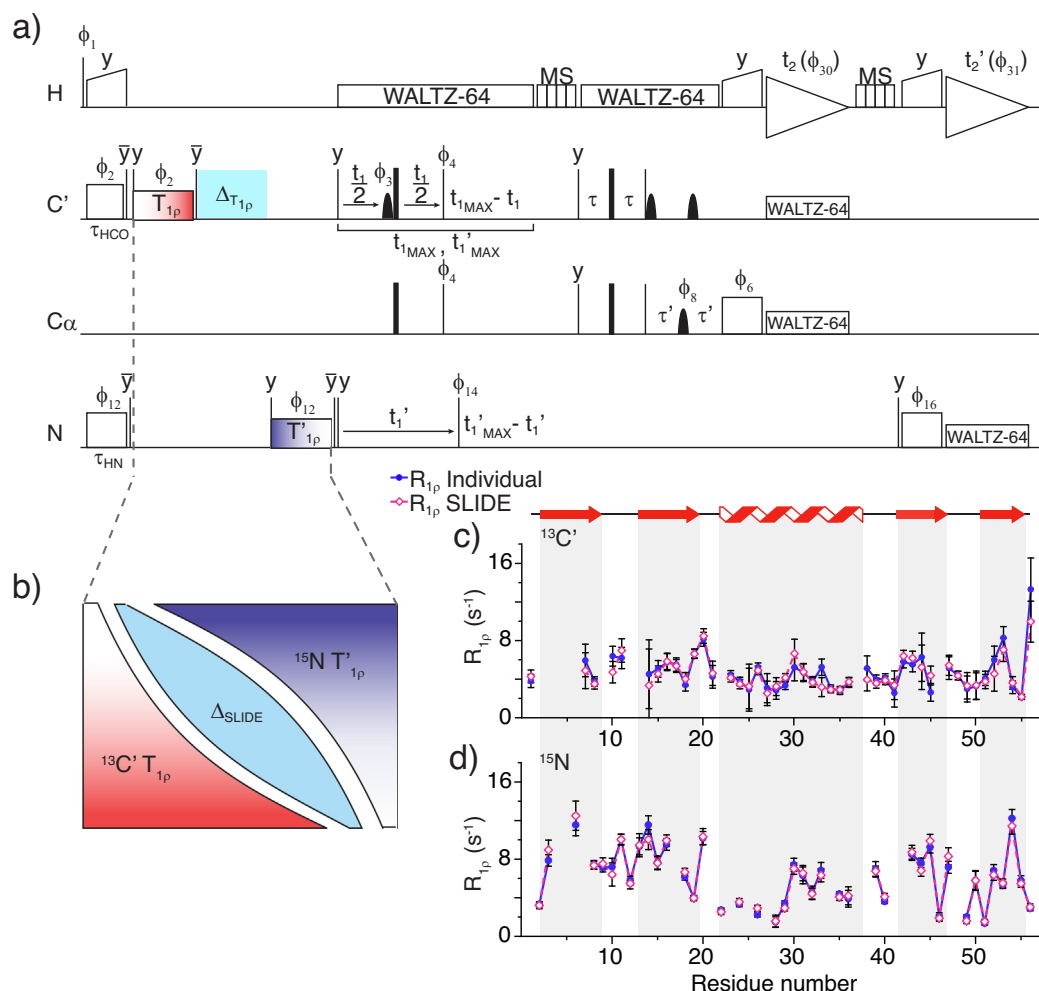 a)
ϕ1
y
y
t2 (ϕ30)
y
t2' (ϕ31)
H
WALTZ-64
MS
WALTZ-64
MS
ϕ2
y̅ y
ϕ2
y̅
y
t1/2
ϕ3
t1/2
ϕ4
y
C'
T1ρ
ΔT1ρ
t1MAX- t1
τ
τ
WALTZ-64
τHCO
t1MAX , t1'MAX
ϕ4
y
ϕ8
ϕ6
Cα
τ'
τ'
WALTZ-64
ϕ12
y̅
y
ϕ12
y̅ y
ϕ14
y
ϕ16
N
T'1ρ
t1'
t1'MAX- t1'
WALTZ-64
τHN
R1ρ Individual
R1ρ SLIDE
b)
15N T'1ρ
ΔSLIDE
13C' T1ρ
c)
13C'
R1ρ (s-1)
16
8
0
10
20
30
40
50
d)
15N
R1ρ (s-1)
16
8
0
10
20
30
40
50
Residue number